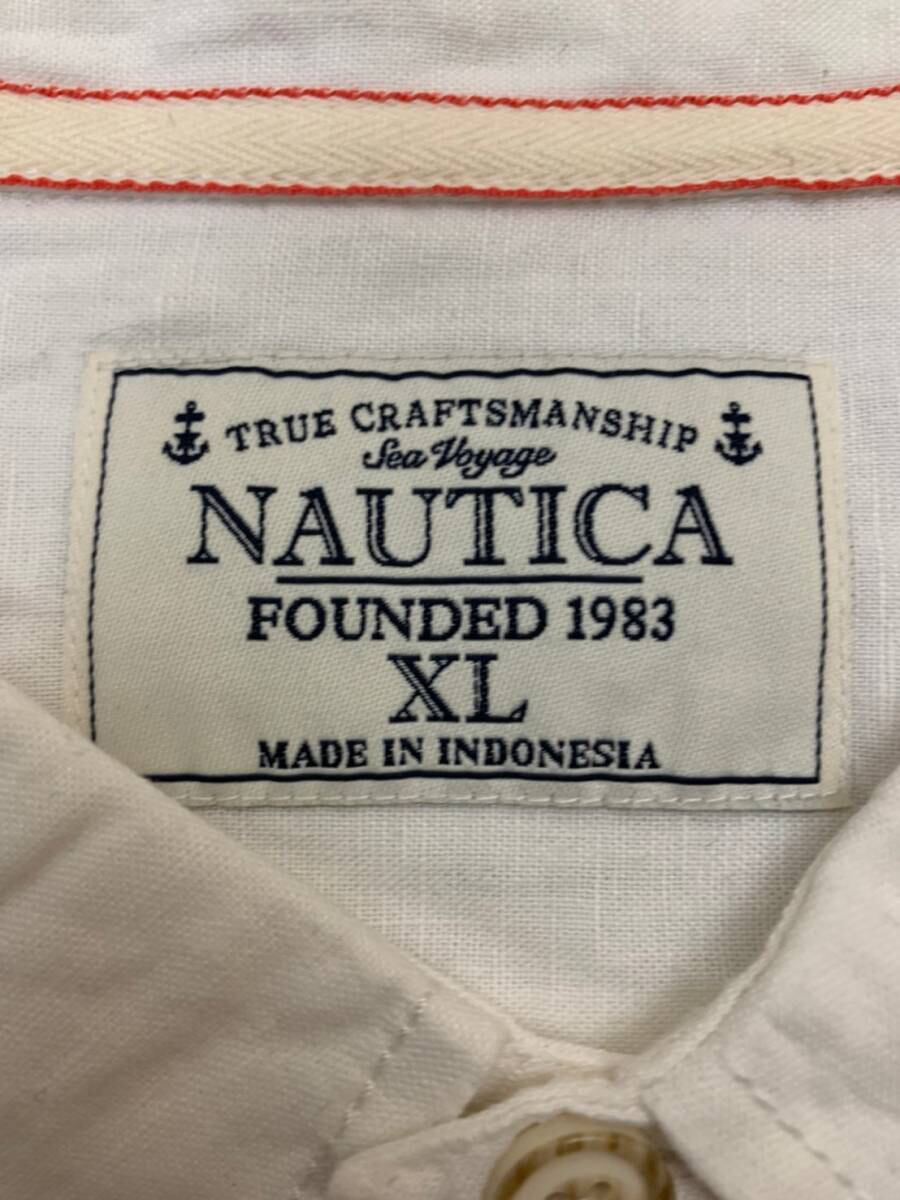 TRUE CRAFTSMANSHIP
Sea Voyage
NAUTICA
FOUNDED 1983
XL
MADE IN INDONESIA